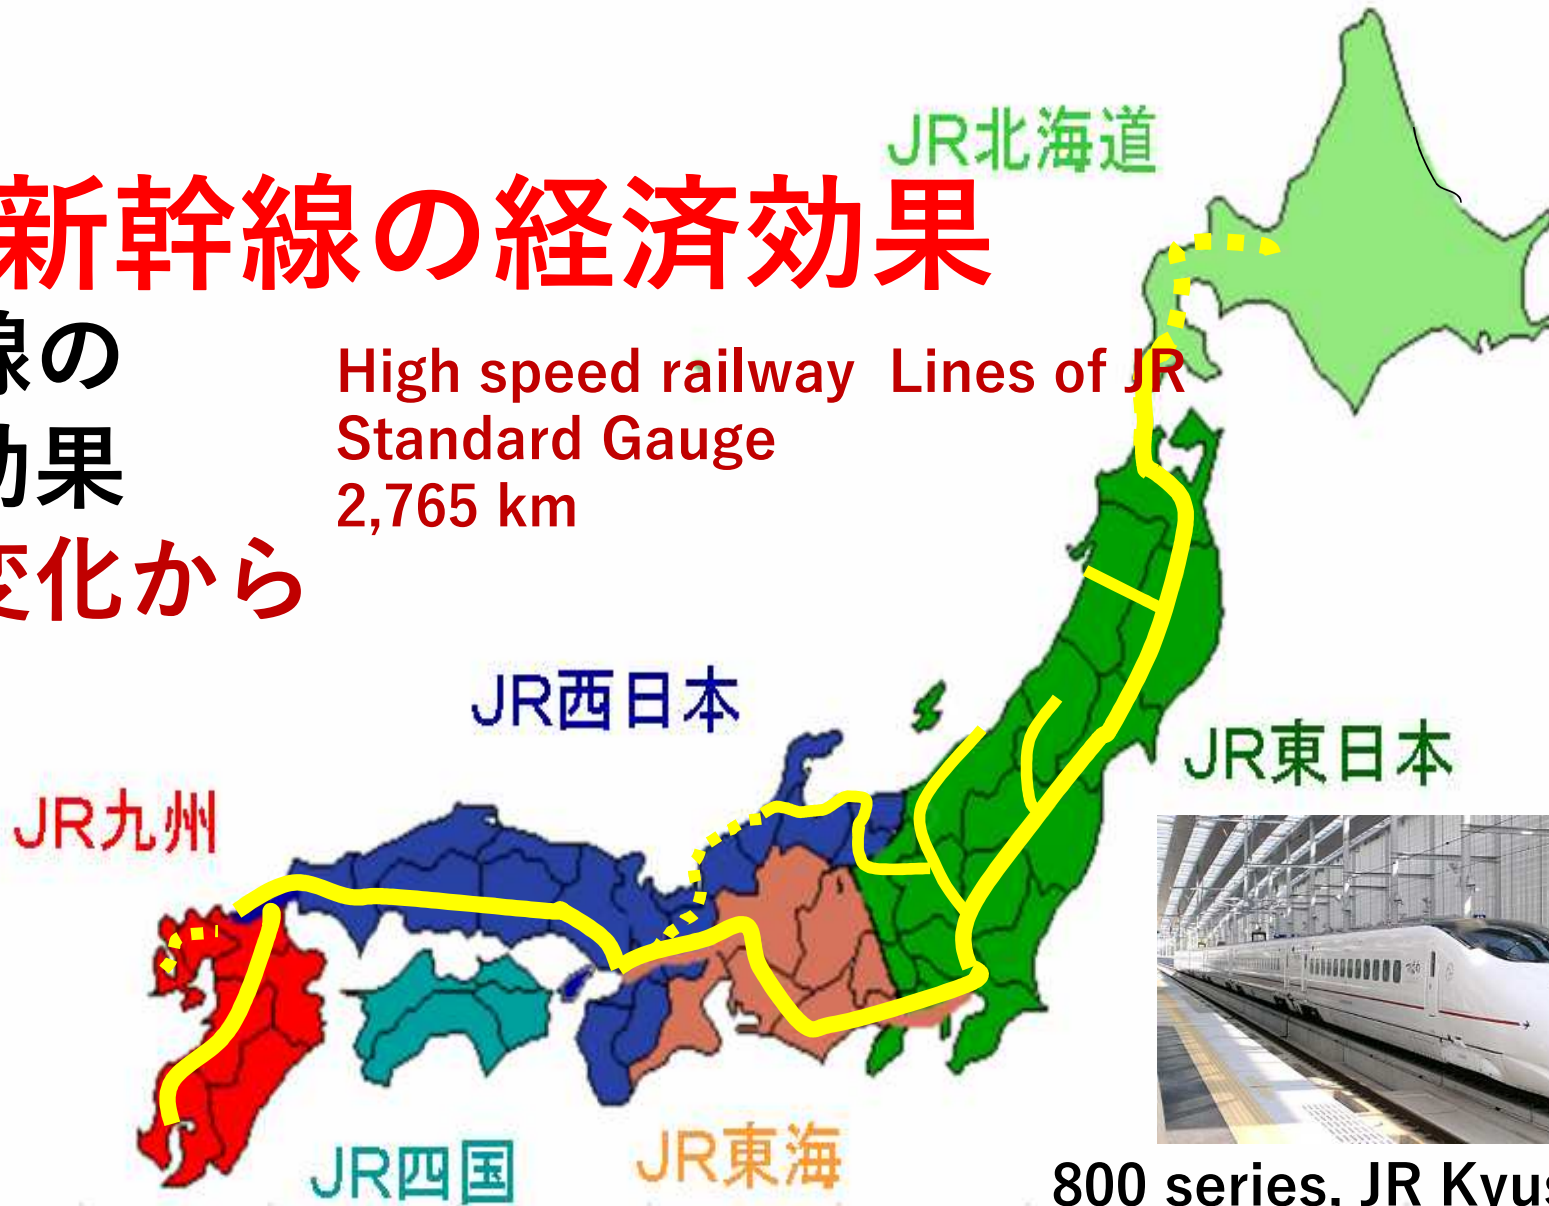 JR北海道
新幹線の経済効果
線の
効果
変化から
High speed railway Lines of JR
Standard Gauge
2,765 km
JR西日本
JR東日本
JR九州
JR四国
JR東海
800 series, JR Kyus